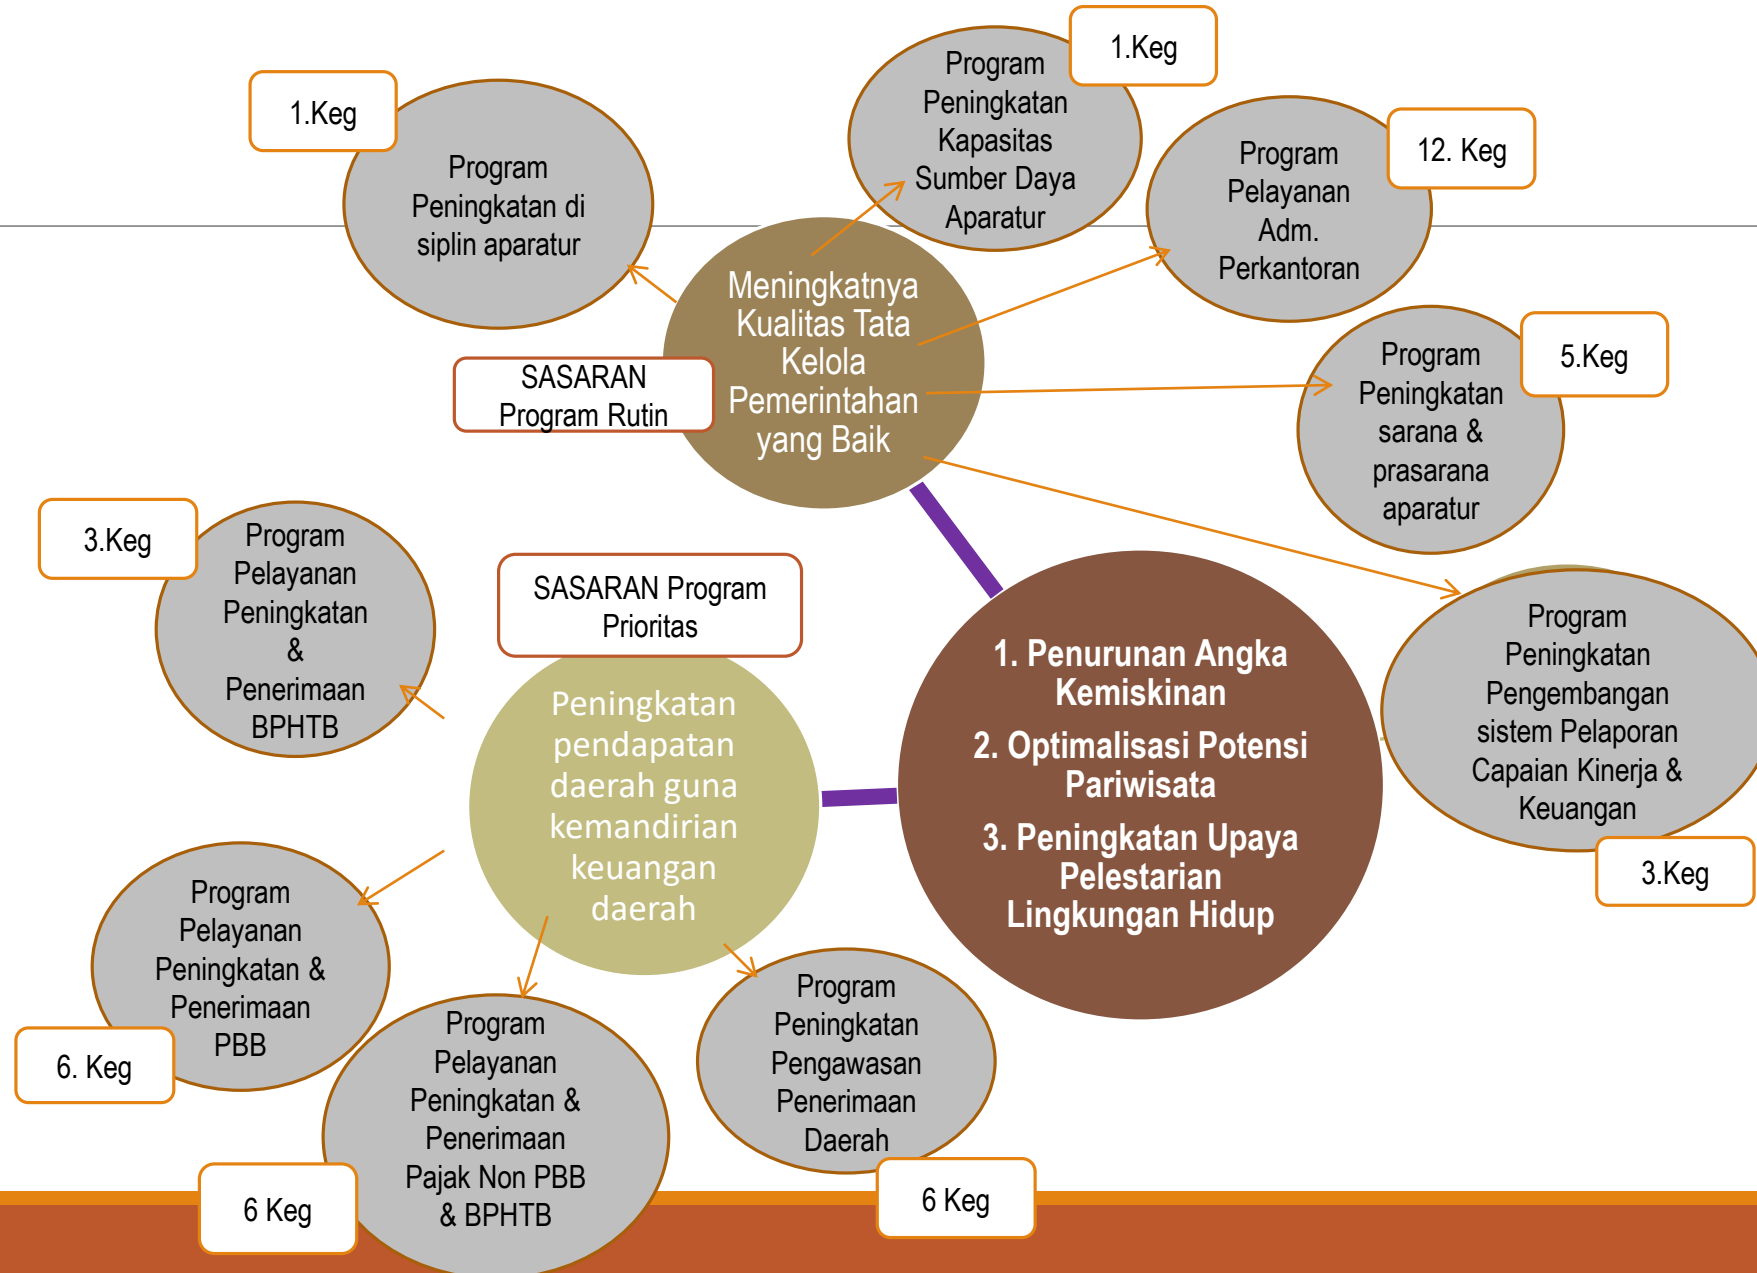 1.Keg
Program
Peningkatan di
siplin aparatur
1.Keg
Program
Peningkatan
Kapasitas
Sumber Daya
Aparatur
12. Keg
Program
Pelayanan
Adm.
Perkantoran
5.Keg
Program
Peningkatan
sarana &
prasarana
aparatur
Meningkatnya
Kualitas Tata
Kelola
Pemerintahan
yang Baik
SASARAN
Program Rutin
3.Keg
Program
Pelayanan
Peningkatan
&
Penerimaan
BPHTB
SASARAN Program
Prioritas
Peningkatan
pendapatan
daerah guna
kemandirian
keuangan
daerah
1. Penurunan Angka
Kemiskinan
2. Optimalisasi Potensi
Pariwisata
3. Peningkatan Upaya
Pelestarian
Lingkungan Hidup
Program
Peningkatan
Pengembangan
sistem Pelaporan
Capaian Kinerja &
Keuangan
3.Keg
Program
Pelayanan
Peningkatan &
Penerimaan
PBB
6. Keg
Program
Pelayanan
Peningkatan &
Penerimaan
Pajak Non PBB
& BPHTB
6 Keg
Program
Peningkatan
Pengawasan
Penerimaan
Daerah
6 Keg